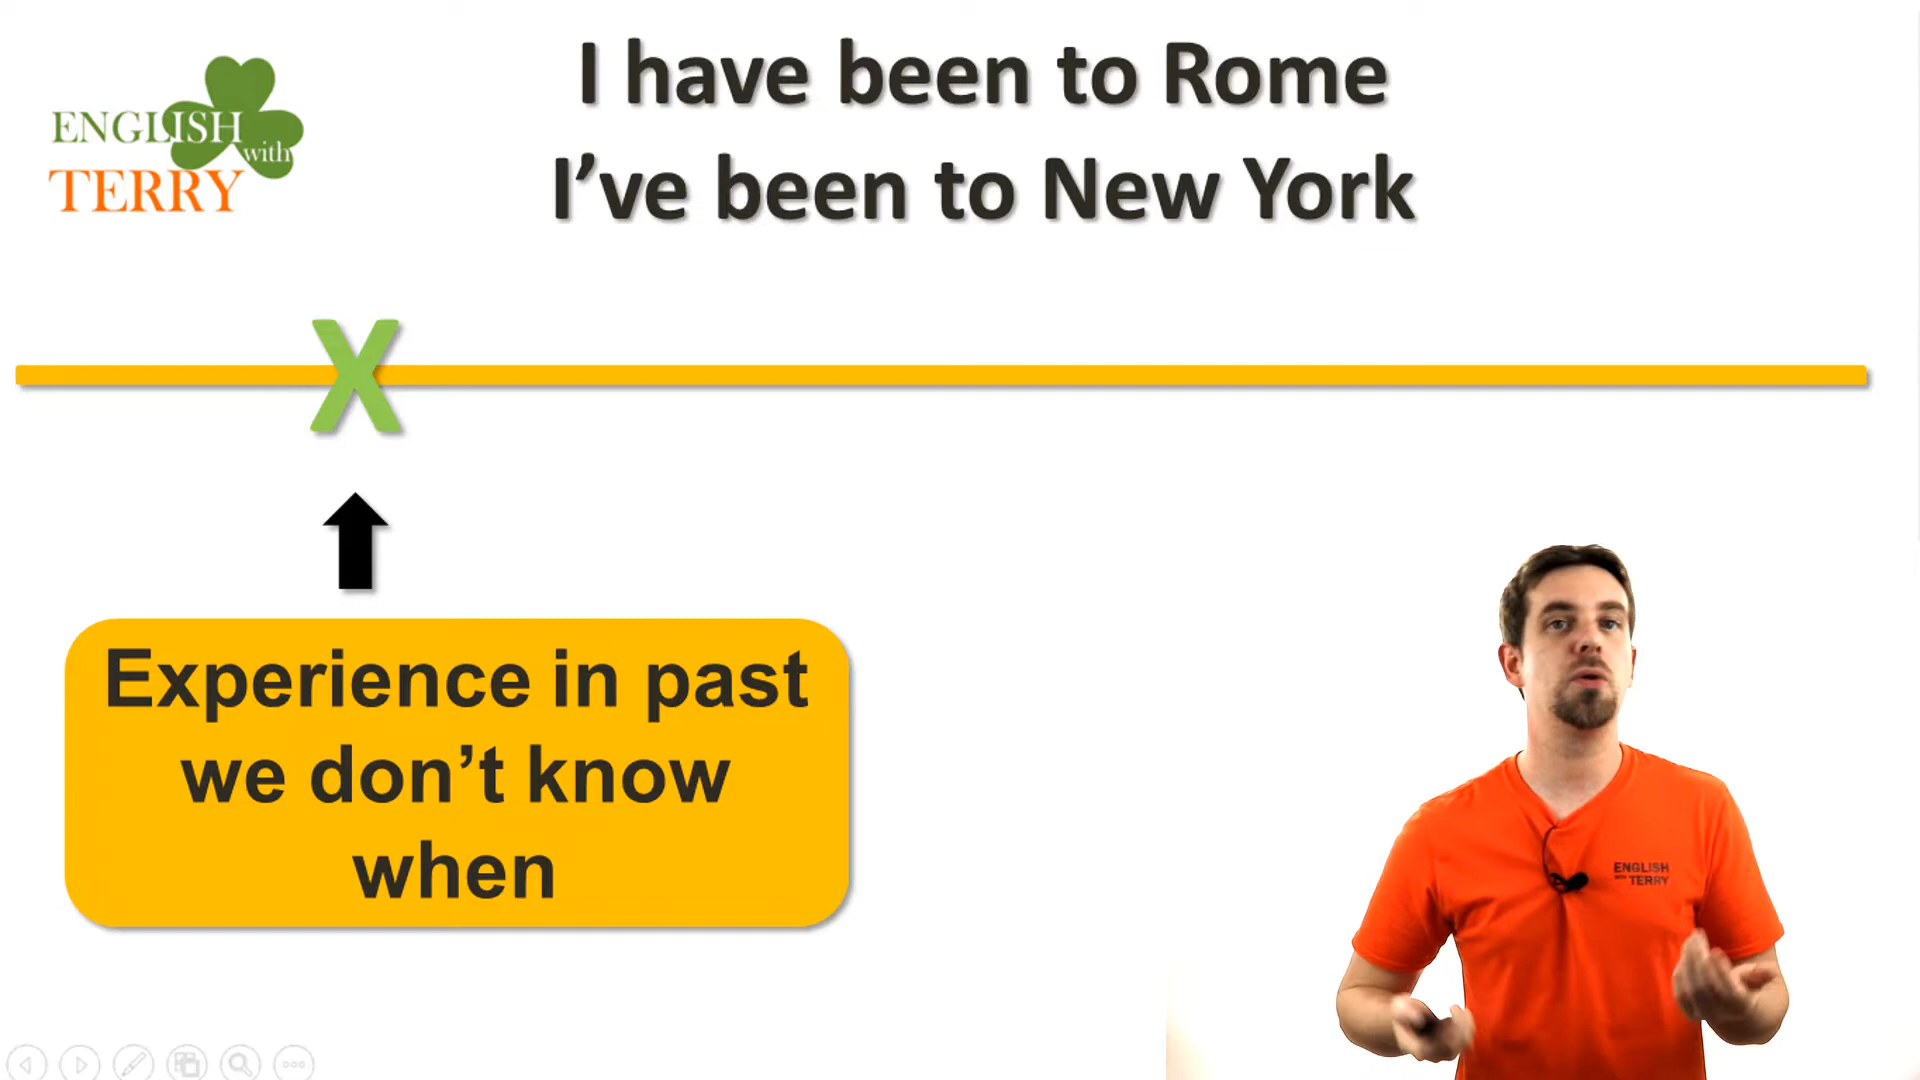 I have been to Rome
I’ve been to New York
ENGLISH
with
TERRY
X
Experience in past
we don’t know
when
ENGLISH
WITH TERRY